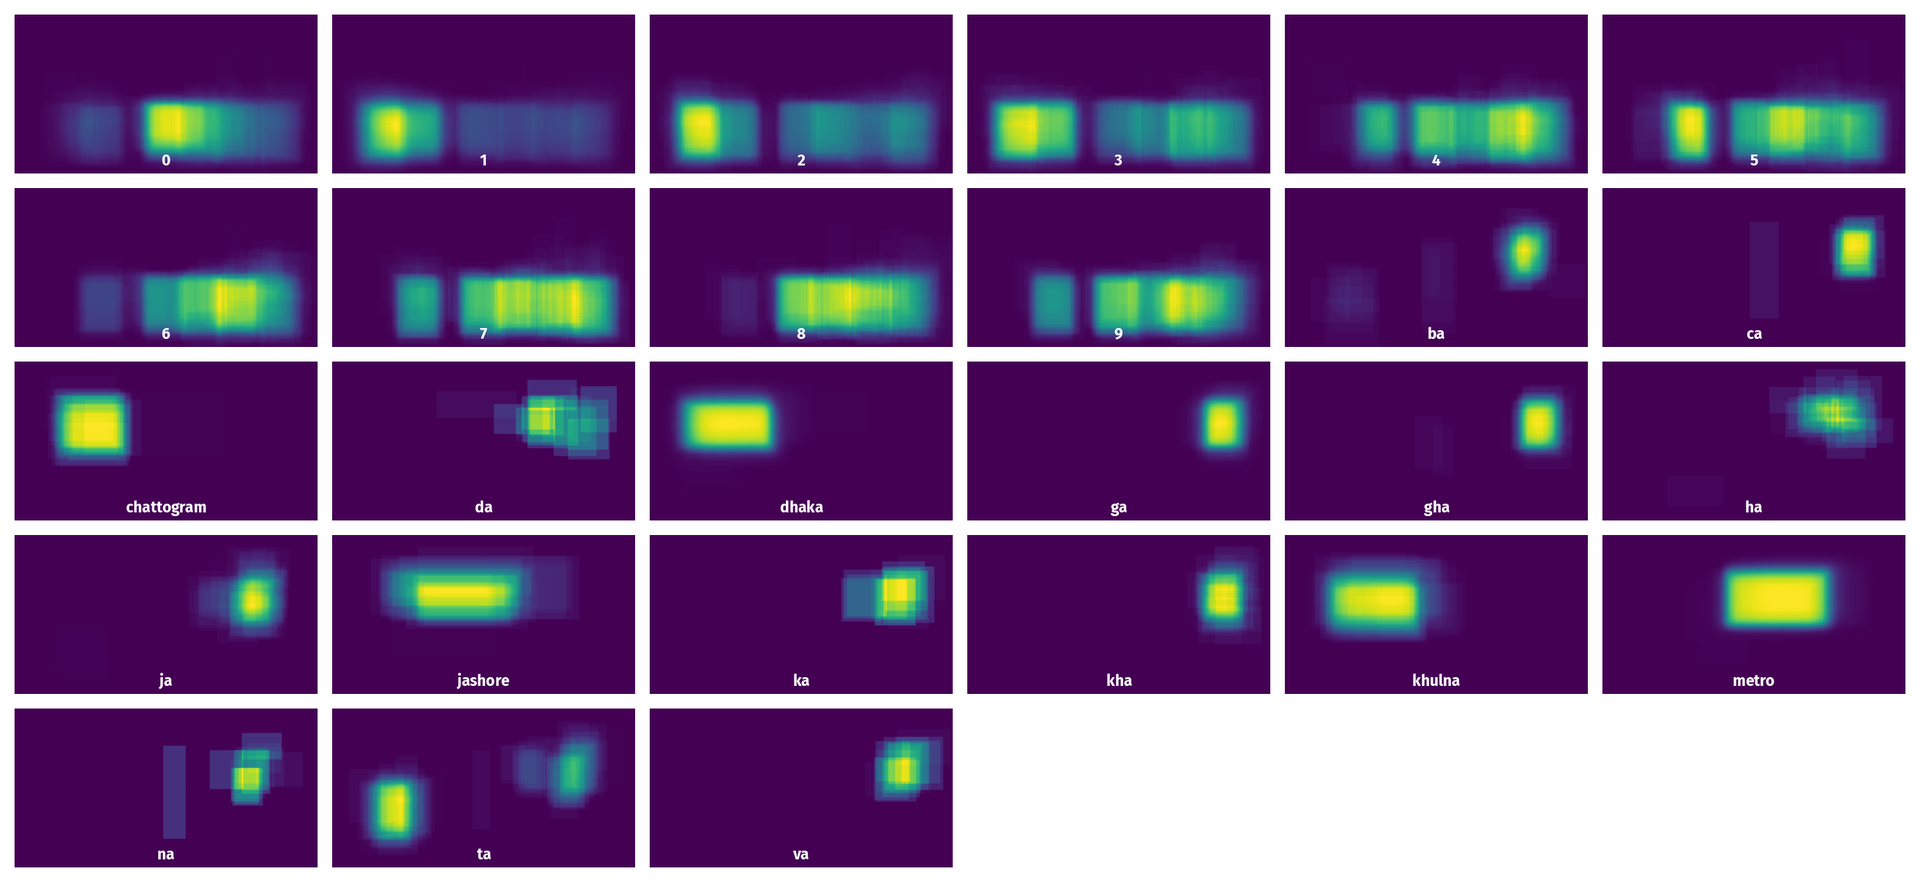 0 1 2 3 4 5
6 7 8 9 ba ca
chattogram da dhaka ga gha ha
ja jashore ka kha khulna metro
na ta va